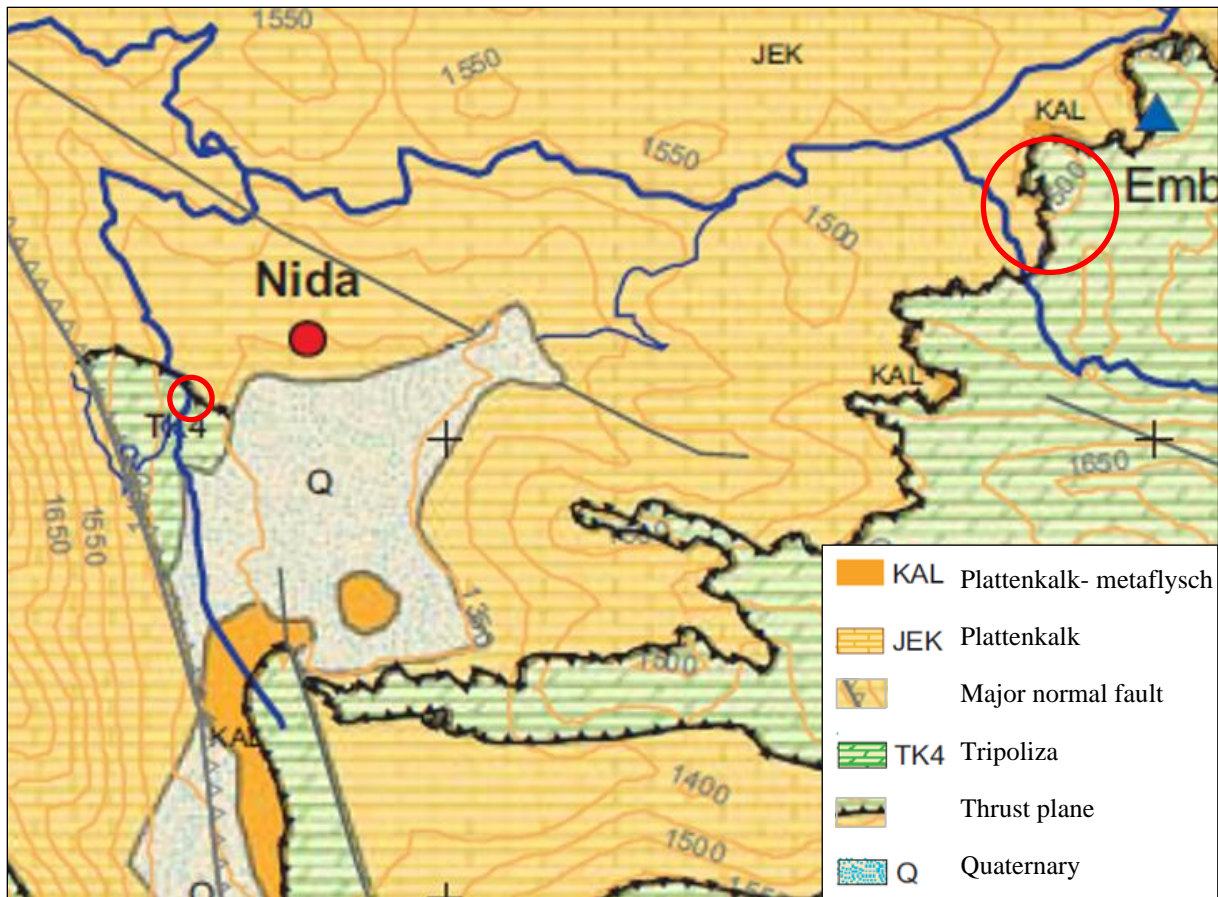 1550
1550
JEK
KAL
1550
1500
Emb
1500
Nida
KAL
TK4
1650
Q
1650
1550
1500
KAL
1400
1500
Q
KAL Plattenkalk- metaflysch
JEK Plattenkalk
Major normal fault
TK4 Tripoliza
Thrust plane
Q Quaternary